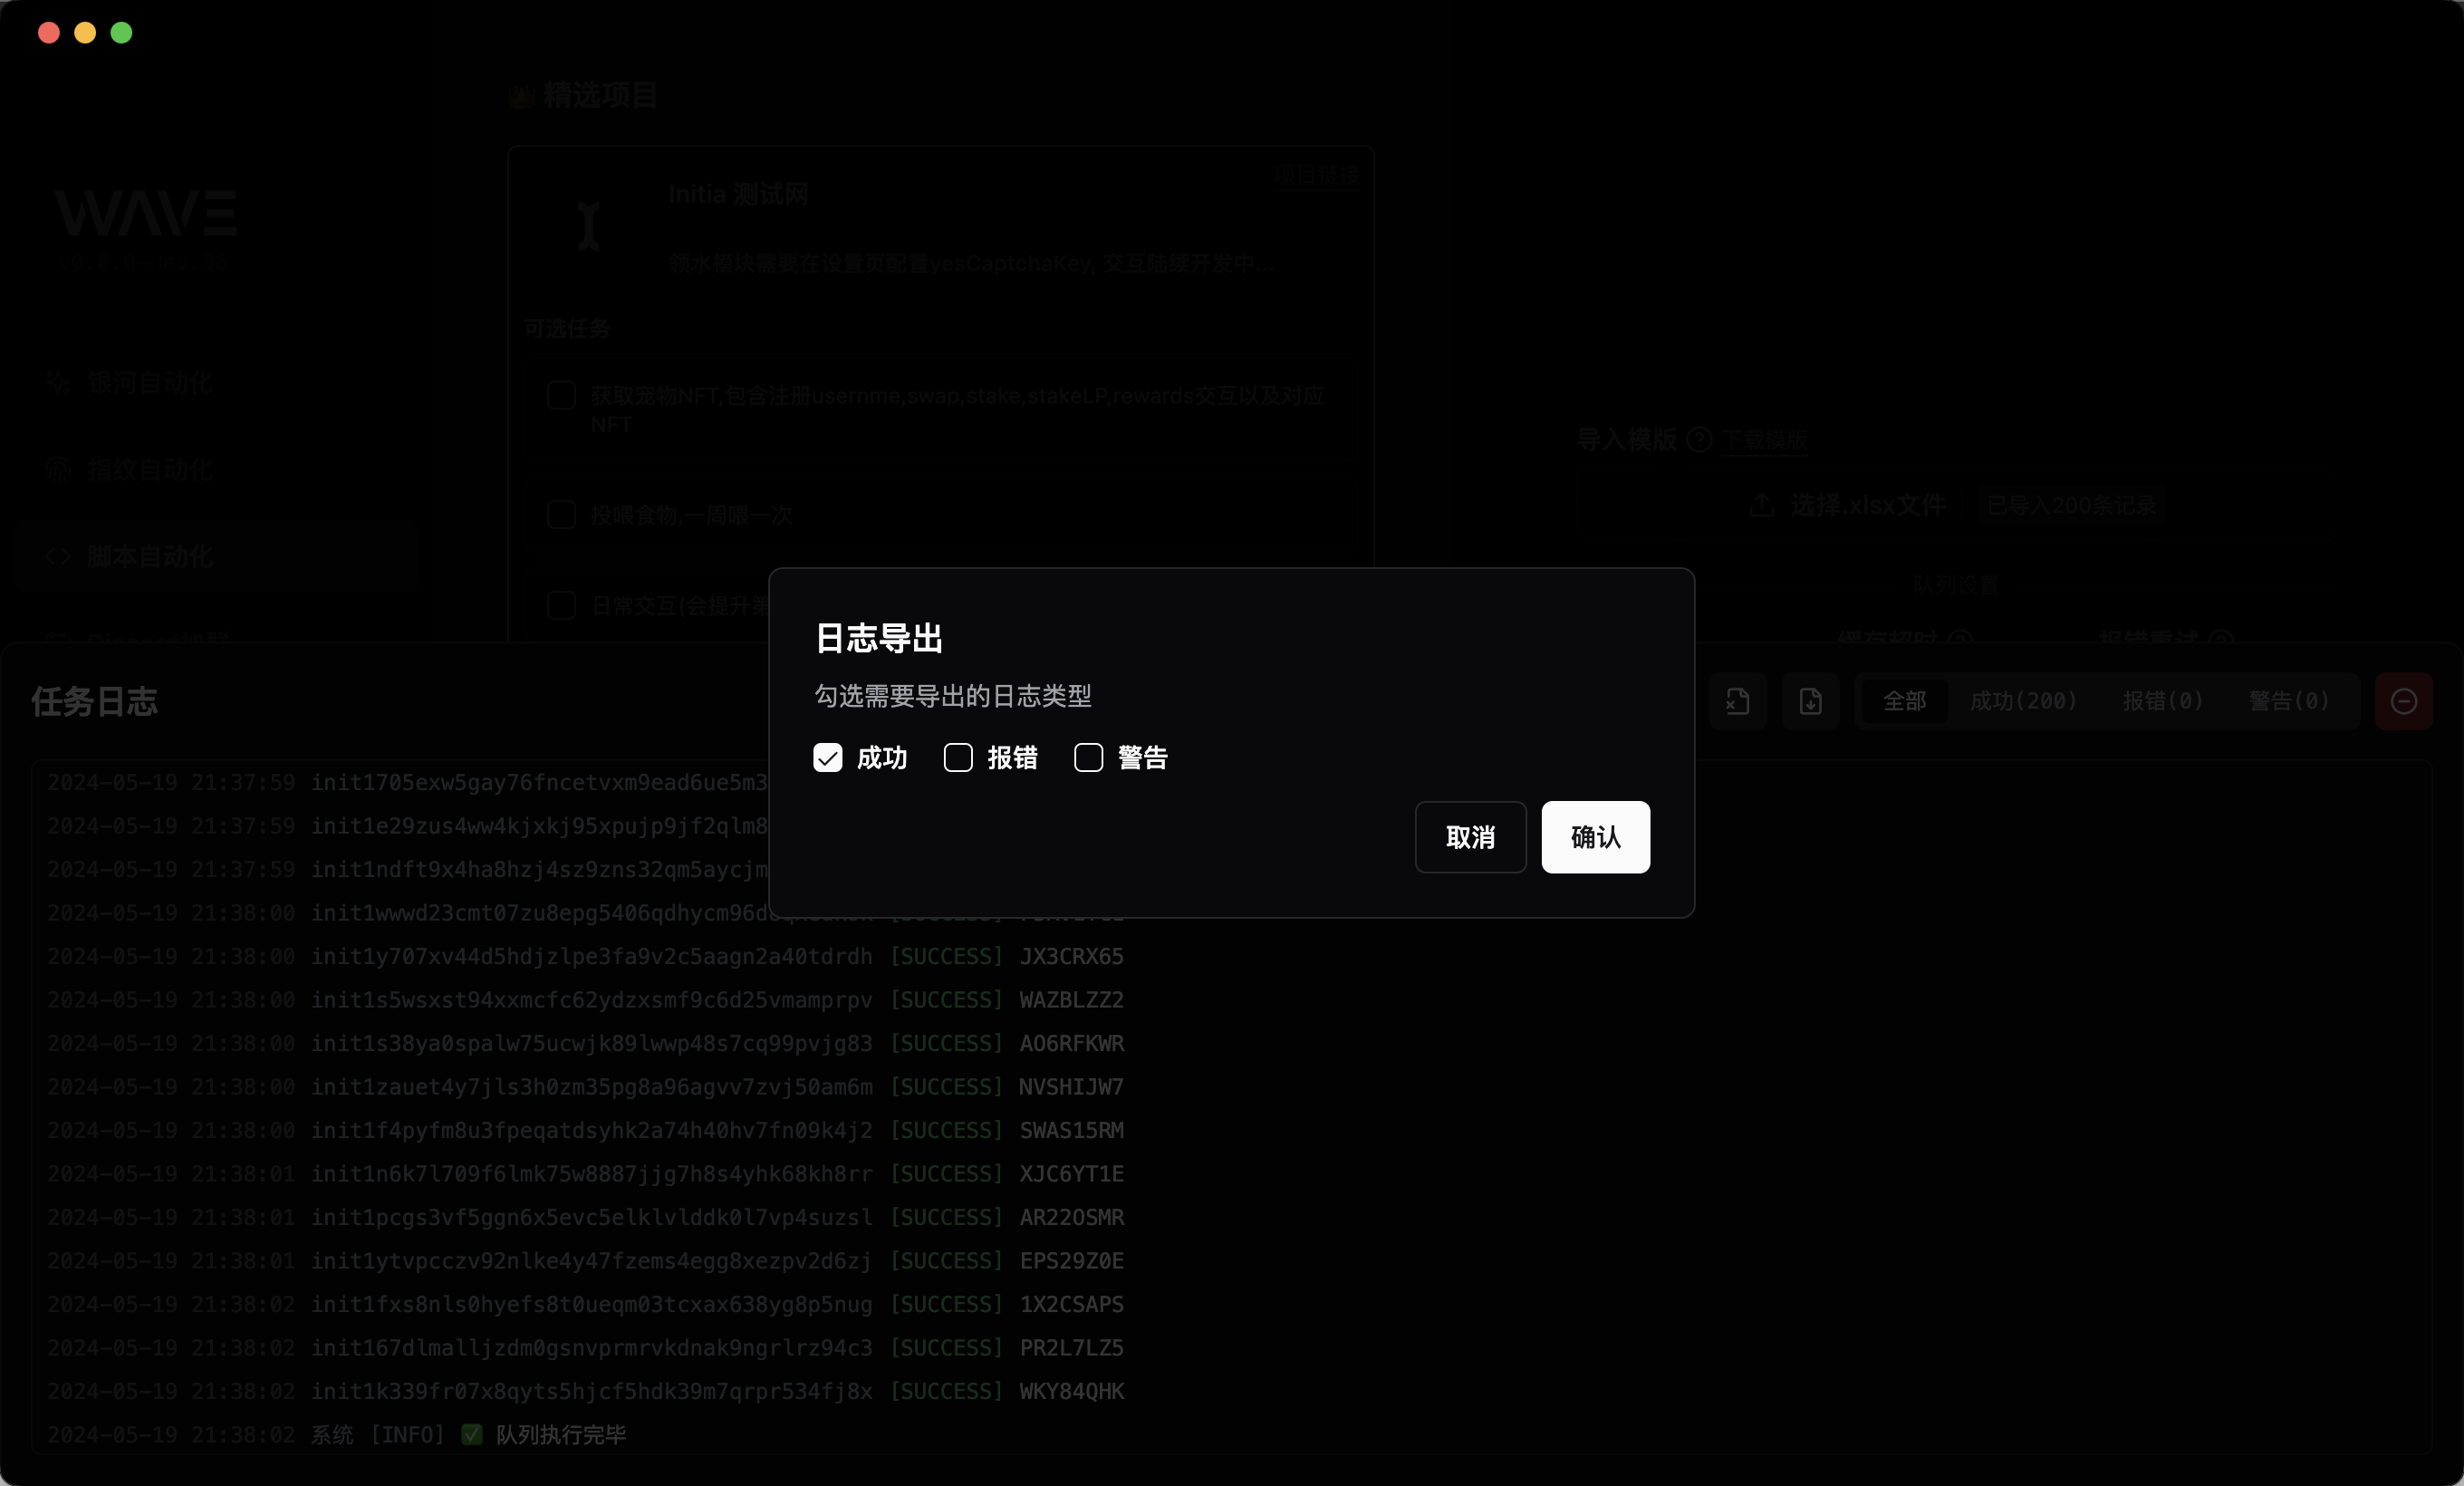 精选项目
项目链接
Initia 测试网
WAVE
v0.0.0-dev.35
领水模块需要在设置页配置yesCaptchaKey, 交互陆续开发中...
可选任务
银河自动化
获取宠物NFT,包含注册usernme,swap,stake,stakeLP,rewards交互以及对应
NFT
导入模版 下载模版
指纹自动化
选择.xlsx文件 已导入200条记录
投喂食物,一周喂一次
脚本自动化
队列设置
日常交互(会提升第
缓存超时 报错重试
日志导出
勾选需要导出的日志类型
成功 报错 警告
取消 确认
任务日志
全部 成功(200) 报错(0) 警告(0)
2024-05-19 21:37:59 init1705exw5gay76fncetvxm9ead6ue5m3
2024-05-19 21:37:59 init1e29zus4ww4kjxkj95xpujp9jf2qlm8
2024-05-19 21:37:59 init1ndft9x4ha8hzj4sz9zns32qm5aycjm
2024-05-19 21:38:00 init1wwwd23cmt07zu8epg5406qdhycm96d
2024-05-19 21:38:00 init1y707xv44d5hdjzlpe3fa9v2c5aagn2a40tdrdh [SUCCESS] JX3CRX65
2024-05-19 21:38:00 init1s5wsxst94xxmcfc62ydzxsmf9c6d25vmamprpv [SUCCESS] WAZBLZZ2
2024-05-19 21:38:00 init1s38ya0spalw75ucwjk89lwwp48s7cq99pvjg83 [SUCCESS] AO6RFKWR
2024-05-19 21:38:00 init1zauet4y7jls3h0zm35pg8a96agvv7zvj50am6m [SUCCESS] NVSHIJW7
2024-05-19 21:38:00 init1f4pyfm8u3fpeqatdsyhk2a74h40hv7fn09k4j2 [SUCCESS] SWAS15RM
2024-05-19 21:38:01 init1n6k7l709f6lmk75w8887jjg7h8s4yhk68kh8rr [SUCCESS] XJC6YT1E
2024-05-19 21:38:01 init1pcgs3vf5ggn6x5evc5elklvlddk0l7vp4suzsl [SUCCESS] AR22OSMR
2024-05-19 21:38:01 init1ytvpcczv92nlke4y47fzems4egg8xezpv2d6zj [SUCCESS] EPS29Z0E
2024-05-19 21:38:02 init1fxs8nls0hyefs8t0ueqm03tcxax638yg8p5nug [SUCCESS] 1X2CSAPS
2024-05-19 21:38:02 init167dlmalljzdm0gsnvprmrvkdnak9ngrlrz94c3 [SUCCESS] PR2L7LZ5
2024-05-19 21:38:02 init1k339fr07x8qyts5hjcf5hdk39m7qrpr534fj8x [SUCCESS] WKY84QHK
2024-05-19 21:38:02 系统 [INFO] ✅ 队列执行完毕